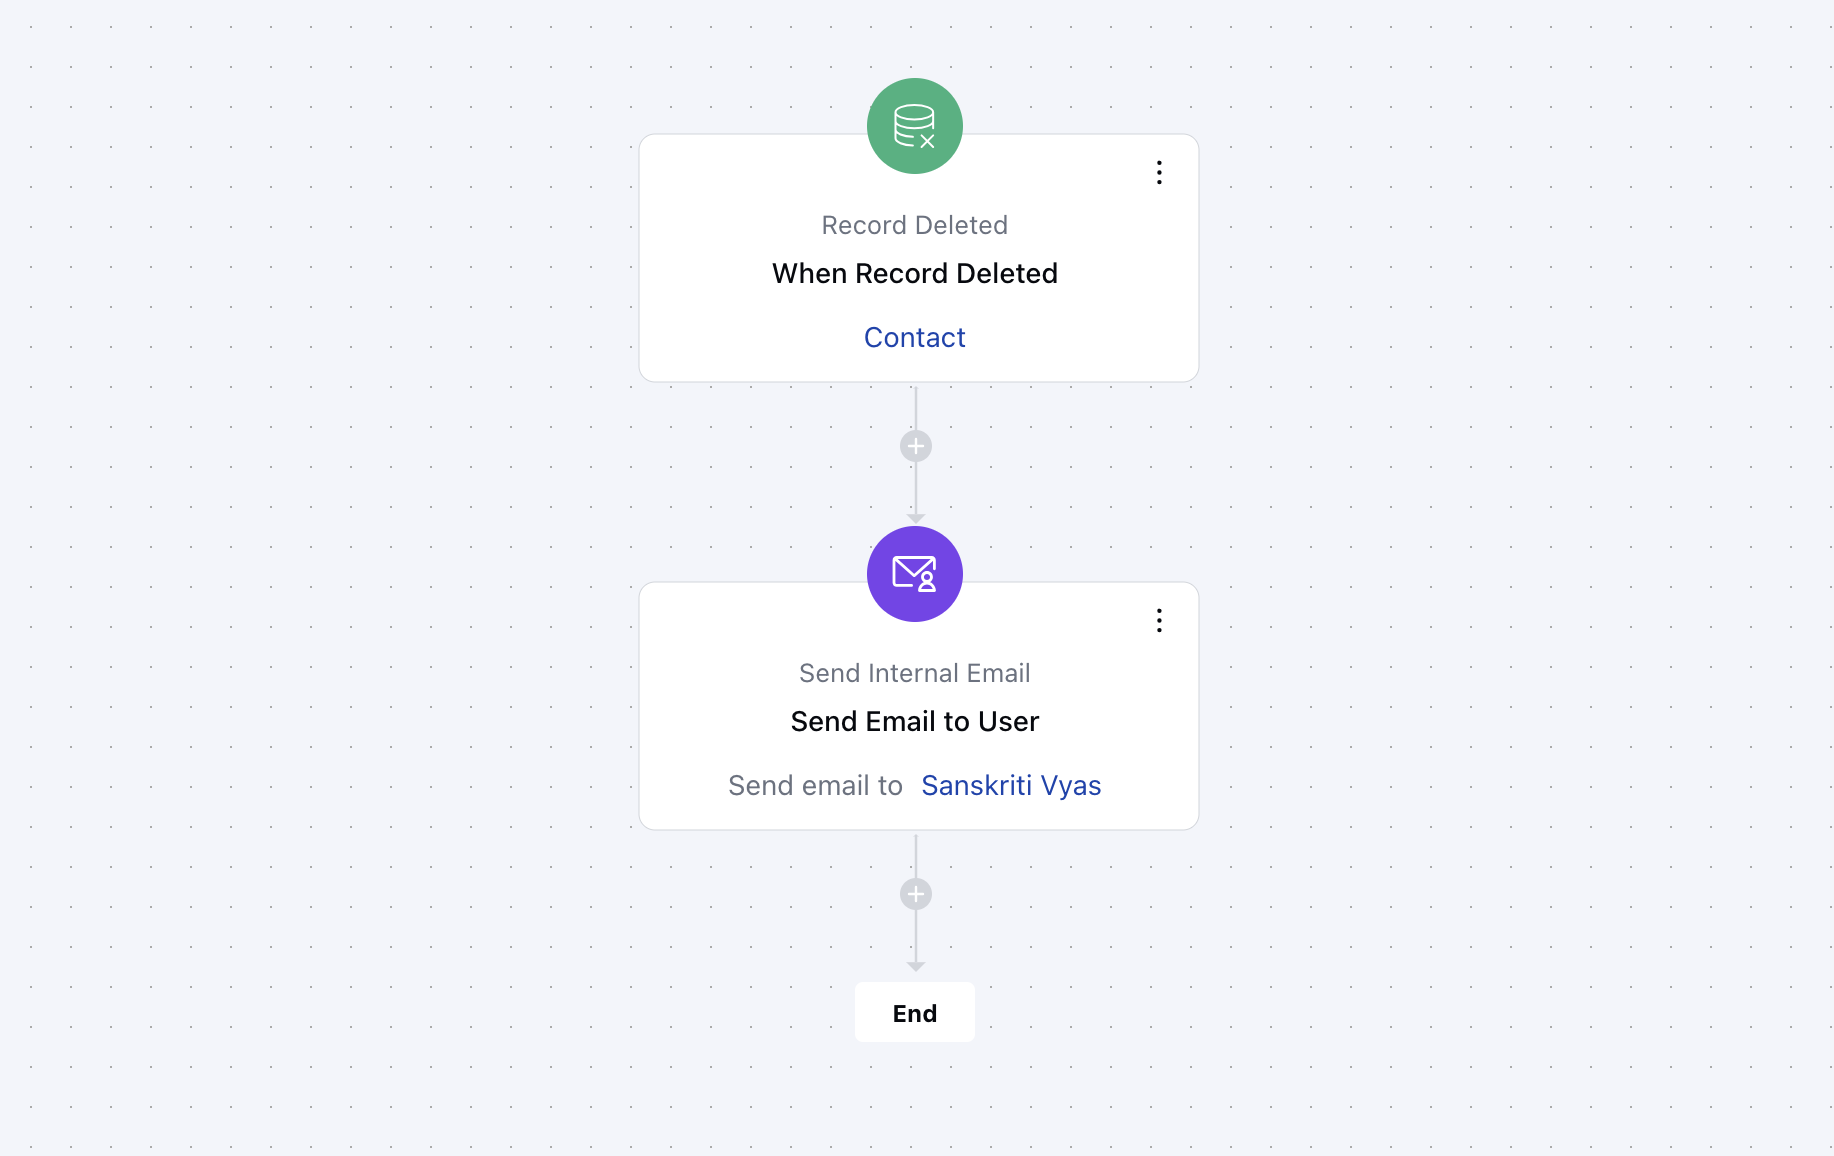 Record Deleted
When Record Deleted
Contact
Send Internal Email
Send Email to User
Send email to Sanskriti Vyas
End